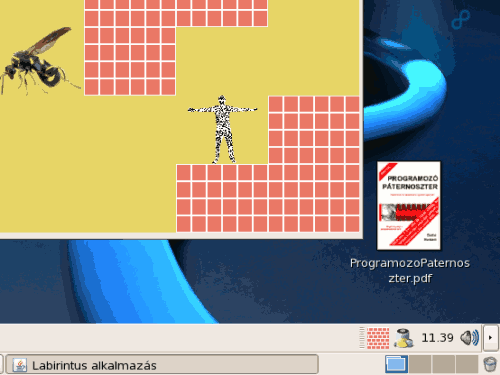 PROGRAMOZÓ
PÁTERNOSZTER
ProgramozoPaternos
zter.pdf
11.39
Labirintus alkalmazás